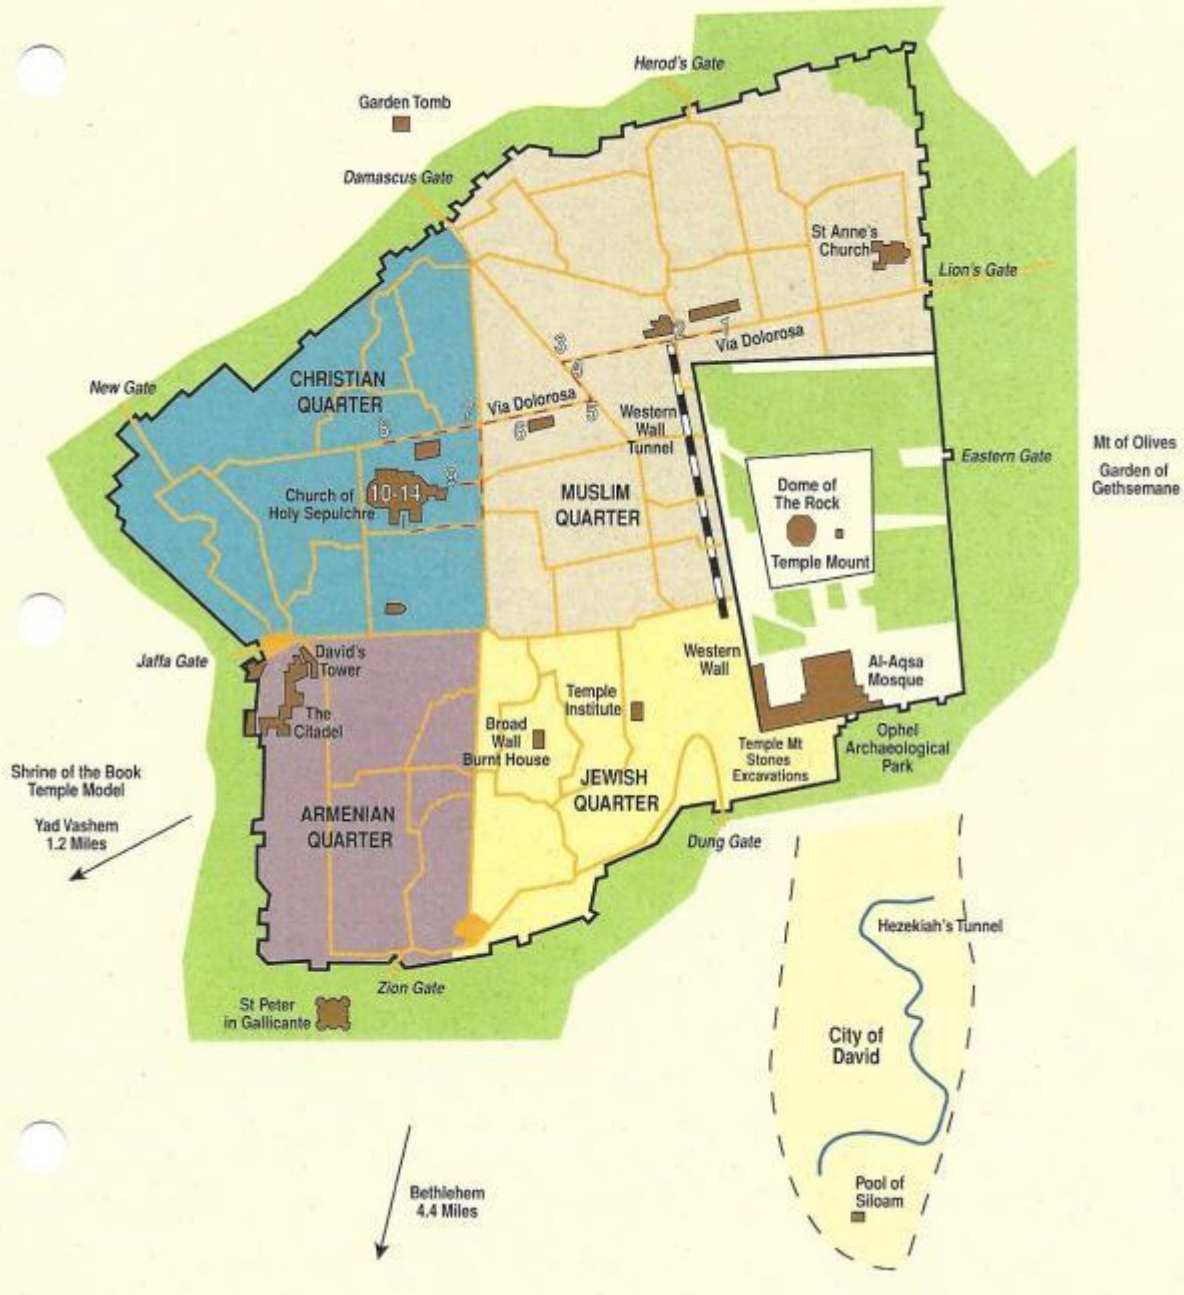 Herod's Gate
Garden Tomb
Damascus Gate
St Anne's
Church
Lion's Gate
2
1
Via Dolorosa
3
4
New Gate
CHRISTIAN
QUARTER
7
Via Dolorosa
5
6
8
Western
Wall
Tunnel
Eastern Gate
Mt of Olives
Garden of
Gethsemane
9
10-14
Church of
Holy Sepulchre
MUSLIM
QUARTER
Dome of
The Rock
Temple Mount
Jaffa Gate
David's
Tower
Western
Wall
Al-Aqsa
Mosque
Temple
Institute
The
Citadel
Broad
Wall
Burnt House
Temple Mt
Stones
Excavations
Ophel
Archaeological
Park
Shrine of the Book
Temple Model
Yad Vashem
1.2 Miles
JEWISH
QUARTER
ARMENIAN
QUARTER
Dung Gate
Hezekiah's Tunnel
Zion Gate
St Peter
in Gallicante
City of
David
Bethlehem
4.4 Miles
Pool of
Siloam